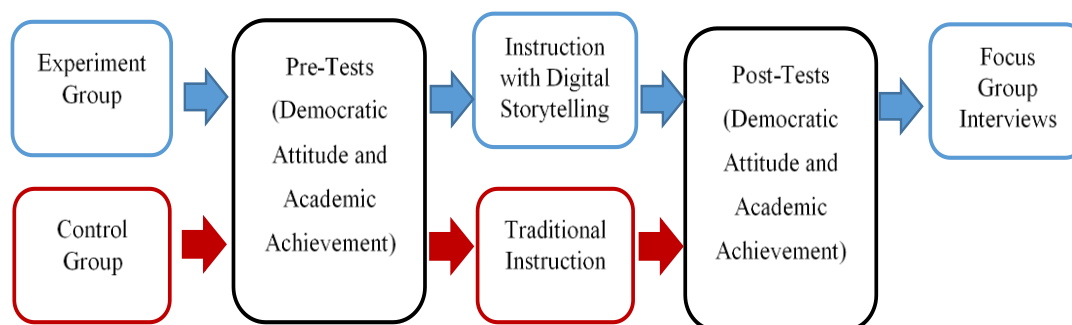 Experiment
Group
Pre-Tests
(Democratic
Attitude and
Academic
Achievement)
Instruction
with Digital
Storytelling
Post-Tests
(Democratic
Attitude and
Academic
Achievement)
Focus
Group
Interviews
Control
Group
Traditional
Instruction